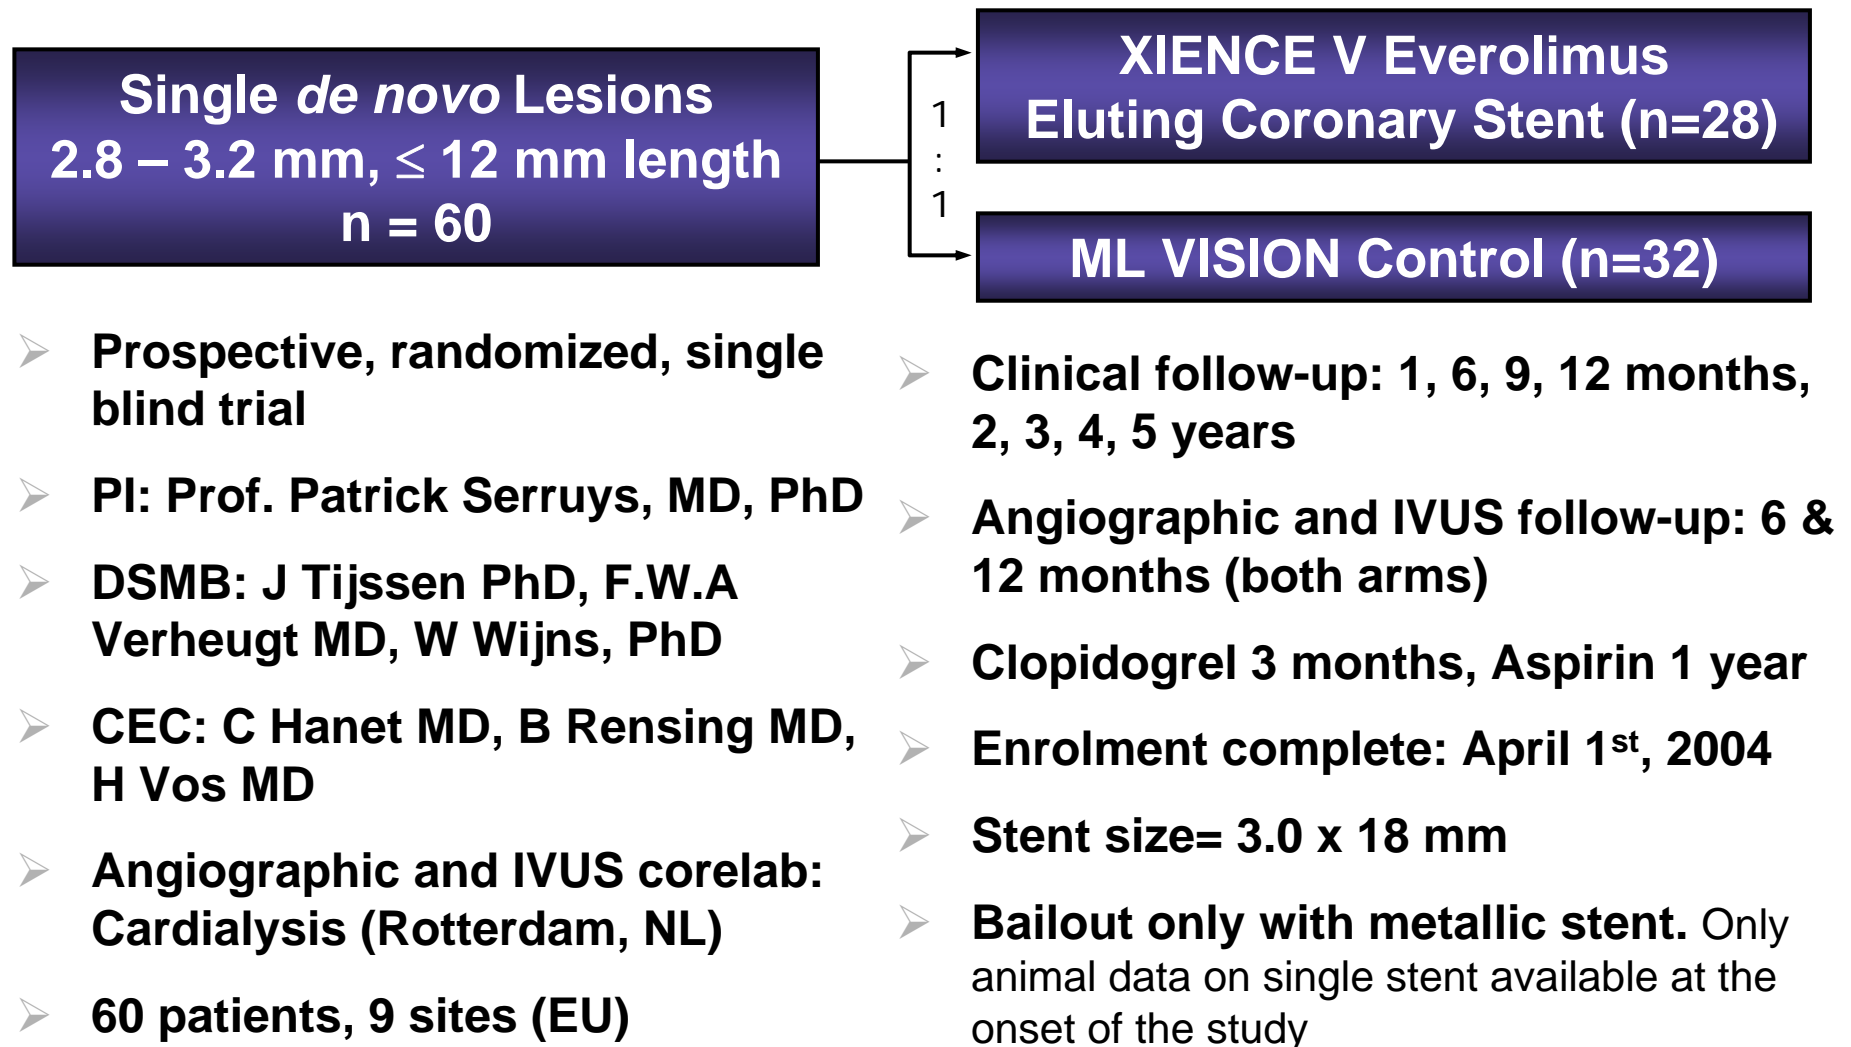 Single de novo Lesions
2.8 – 3.2 mm, ≤ 12 mm length
n = 60
1
:
1
XIENCE V Everolimus
Eluting Coronary Stent (n=28)
ML VISION Control (n=32)
➢ Prospective, randomized, single
blind trial
➢ PI: Prof. Patrick Serruys, MD, PhD
➢ DSMB: J Tijssen PhD, F.W.A
Verheugt MD, W Wijns, PhD
➢ CEC: C Hanet MD, B Rensing MD,
H Vos MD
➢ Angiographic and IVUS corelab:
Cardialysis (Rotterdam, NL)
➢ 60 patients, 9 sites (EU)
➢ Clinical follow-up: 1, 6, 9, 12 months,
2, 3, 4, 5 years
➢ Angiographic and IVUS follow-up: 6 &
12 months (both arms)
➢ Clopidogrel 3 months, Aspirin 1 year
➢ Enrolment complete: April 1st, 2004
➢ Stent size= 3.0 x 18 mm
➢ Bailout only with metallic stent. Only
animal data on single stent available at the
onset of the study